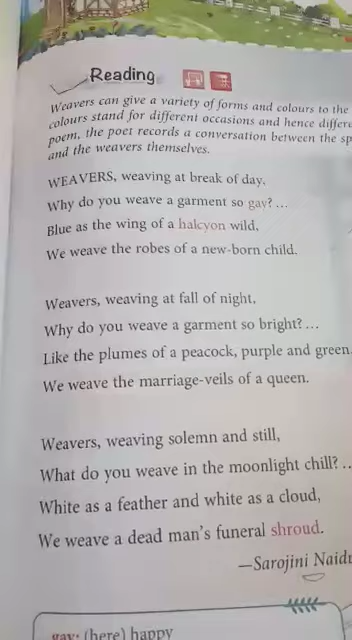 Reading
Weavers can give a variety of forms and colours to the
colours stand for different occasions and hence
poem, the poet records a conversation between the
and the weavers themselves.
WEAVERS, weaving at break of day,
Why do you weave a garment so gay? ...
Blue as the wing of a halcyon wild,
We weave the robes of a new-born child.
Weavers, weaving at fall of night,
Why do you weave a garment so bright? ...
Like the plumes of a peacock, purple and green,
We weave the marriage-veils of a queen.
Weavers, weaving solemn and still,
What do you weave in the moonlight chill? ..
White as a feather and white as a cloud,
We weave a dead man's funeral shroud.
—Sarojini Naidu
gay: (here) happy